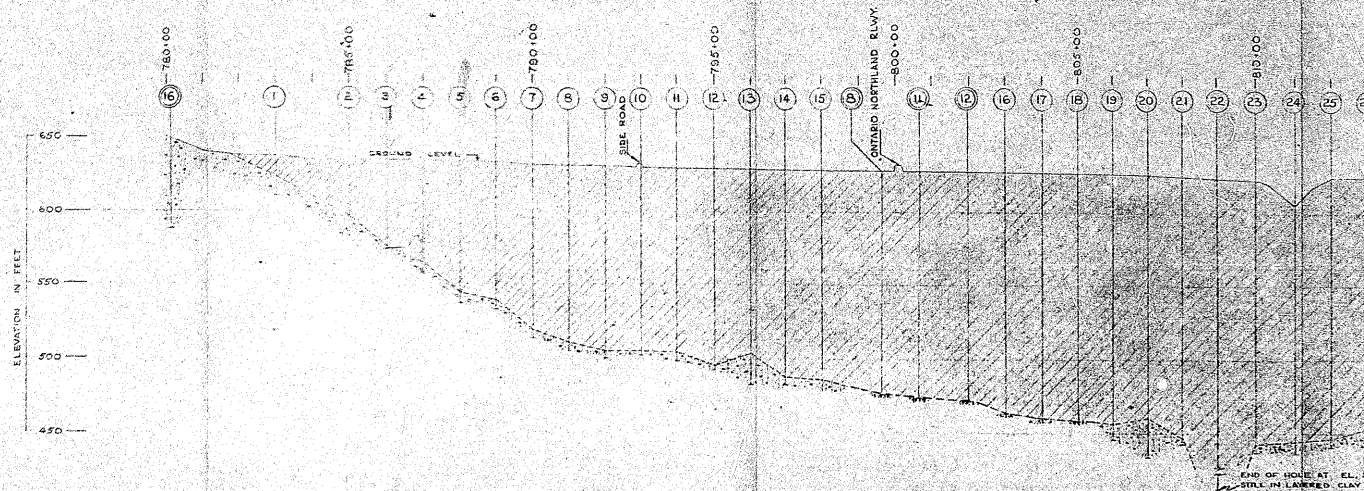 780+00
785+00
790+00
795+00
ONTARIO NORTHLAND RLWY.
800+00
805+00
810+00
16 1 2 3 4 5 6 7 8 9 10 11 12 13 14 15 13 11 12 16 17 18 19 20 21 22 23 24 25
SIDE ROAD
GROUND LEVEL
ELEVATION IN FEET
650
600
550
500
450
END OF HOLE AT EL.
STILL IN LAYERED CLAY